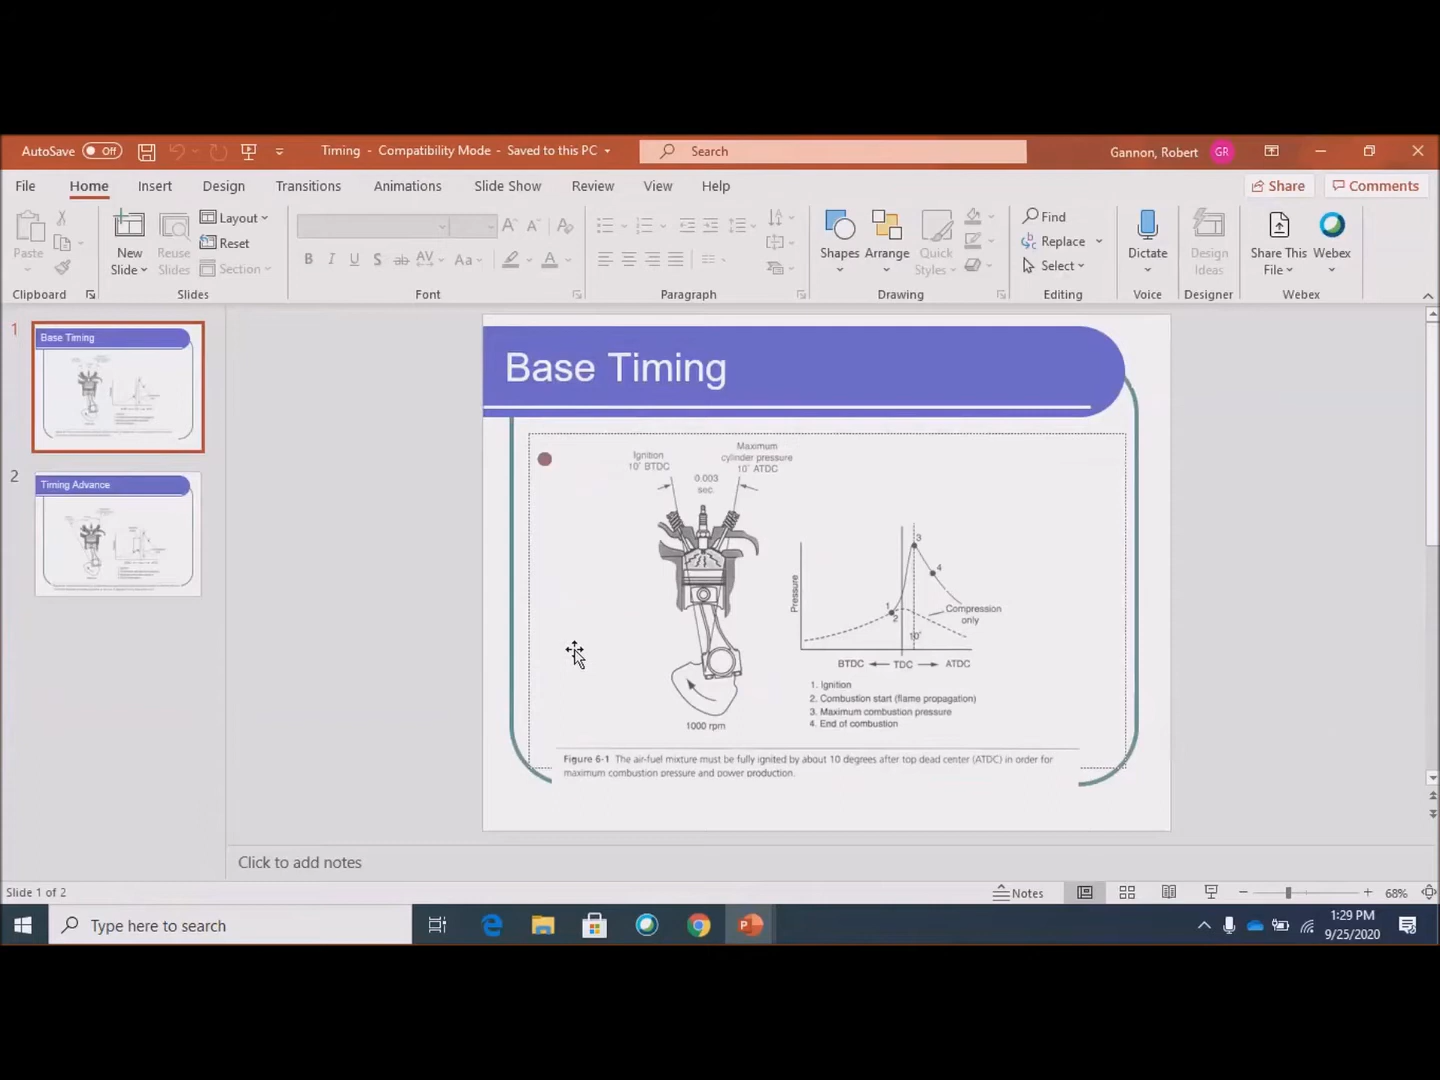 AutoSave Off
Timing - Compatibility Mode - Saved to this PC
Search
Gannon, Robert GR
File Home Insert Design Transitions Animations Slide Show Review View Help
Share Comments
Paste
Clipboard
New Slide
Reuse Slides
Layout
Reset
Section
Slides
B I U S ab AV Aa A
Font
Paragraph
Shapes
Arrange
Quick Styles
Drawing
Find
Replace
Select
Editing
Dictate
Voice
Design Ideas
Designer
Share This File
Webex
Webex
1
Base Timing
2
Timing Advance
Base Timing
Ignition
10° BTDC
Maximum
cylinder pressure
10° ATDC
0.003
sec.
1000 rpm
Pressure
1
2
3
4
Compression
only
10°
BTDC TDC ATDC
1. Ignition
2. Combustion start (flame propagation)
3. Maximum combustion pressure
4. End of combustion
Figure 6-1 The air-fuel mixture must be fully ignited by about 10 degrees after top dead center (ATDC) in order for
maximum combustion pressure and power production.
Click to add notes
Slide 1 of 2
Notes
68%
Type here to search
1:29 PM
9/25/2020